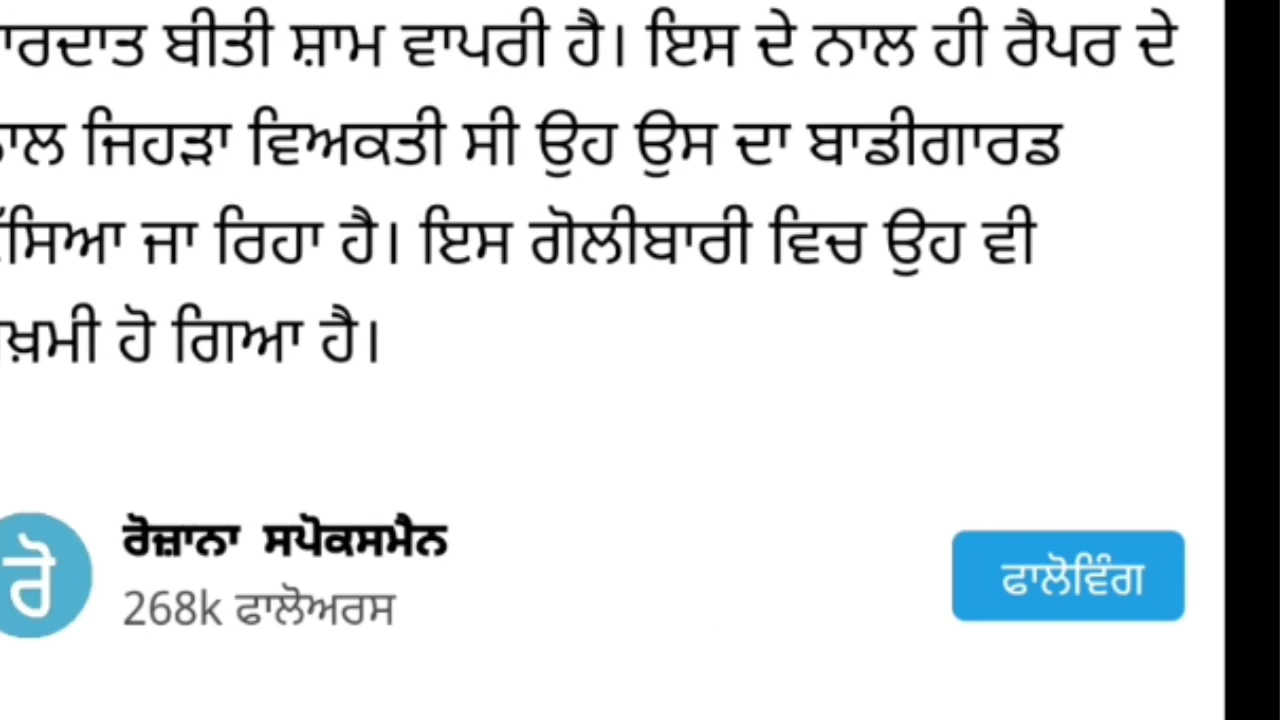 ਬੀਤੀ ਸ਼ਾਮ ਵਾਪਰੀ ਹੈ। ਇਸ ਦੇ ਨਾਲ ਹੀ ਰੈਪਰ ਦੇ
ਜਿਹੜਾ ਵਿਅਕਤੀ ਸੀ ਉਹ ਉਸ ਦਾ ਬਾਡੀਗਾਰਡ
ਜਾ ਰਿਹਾ ਹੈ। ਇਸ ਗੋਲੀਬਾਰੀ ਵਿਚ ਉਹ ਵੀ
ਹੋ ਗਿਆ ਹੈ।
ਰੋ
ਰੋਜ਼ਾਨਾ ਸਪੋਕਸਮੈਨ
268k ਫਾਲੋਅਰਸ
ਫਾਲੋਵਿੰਗ